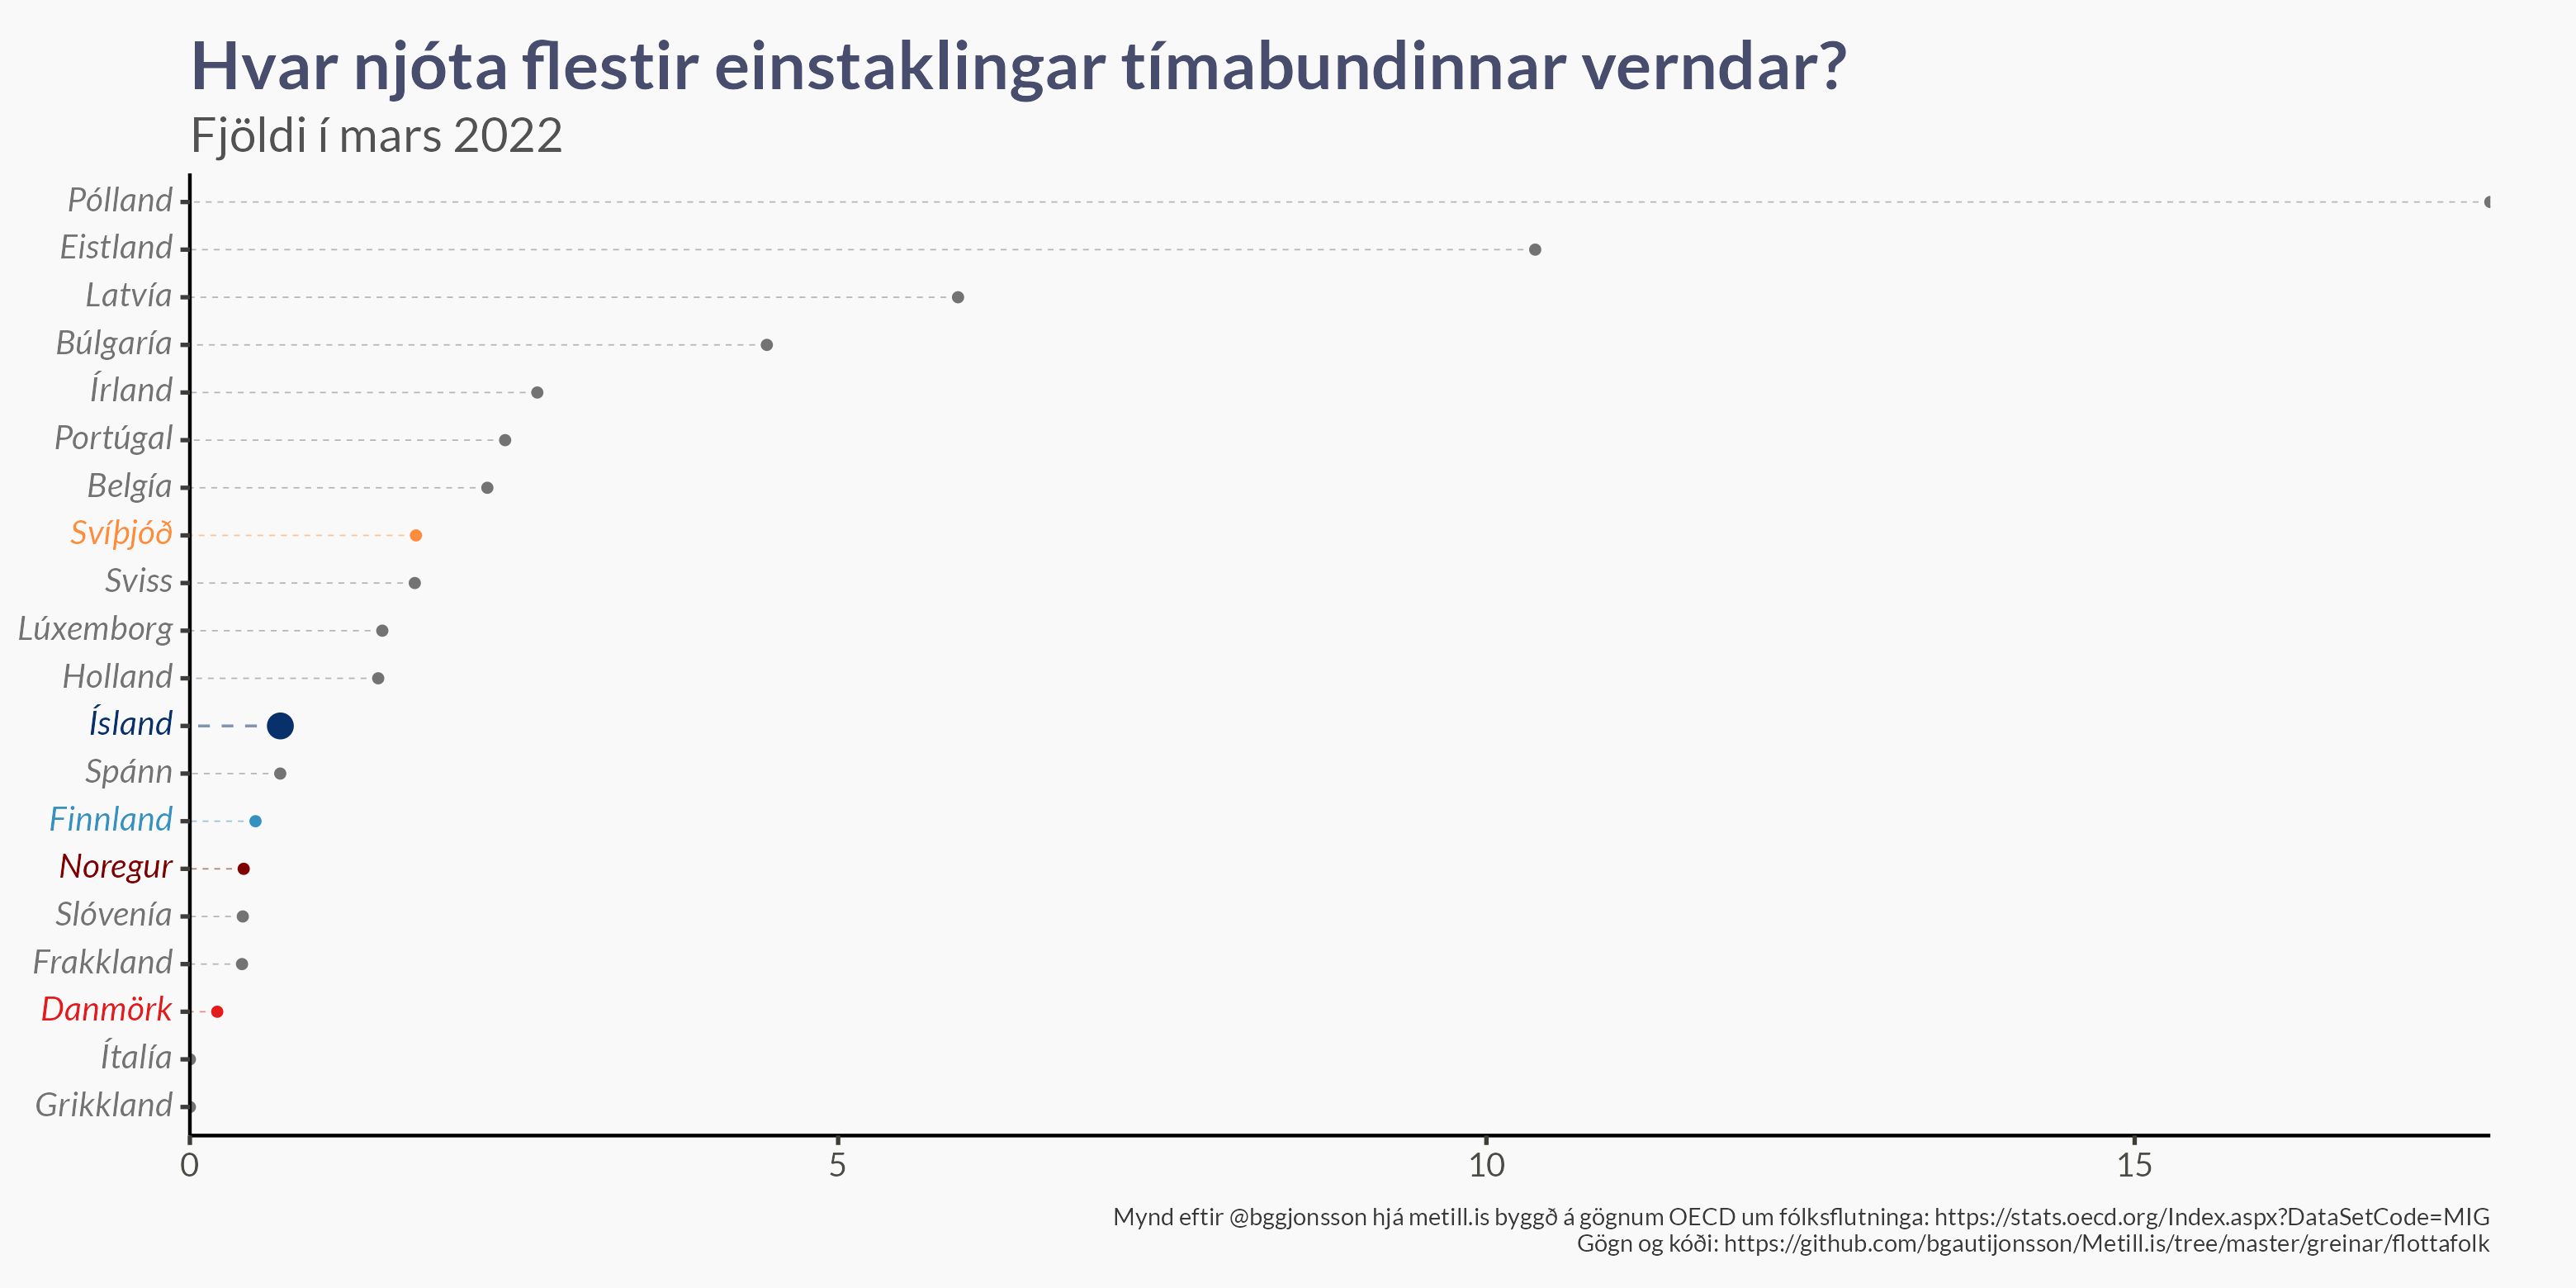 Hvar njóta flestir einstaklingar tímabundinnar verndar?
Fjöldi í mars 2022
Pólland
Eistland
Latvía
Búlgaría
Írland
Portúgal
Belgía
Svíþjóð
Sviss
Lúxemborg
Holland
Ísland
Spánn
Finnland
Noregur
Slóvenía
Frakkland
Danmörk
Ítalía
Grikkland
0 5 10 15
Mynd eftir @bggjonsson hjá metill.is byggð á gögnum OECD um fólksflutninga: https://stats.oecd.org/Index.aspx?DataSetCode=MIG
Gögn og kóði: https://github.com/bgautijonsson/Metill.is/tree/master/greinar/flottafolk